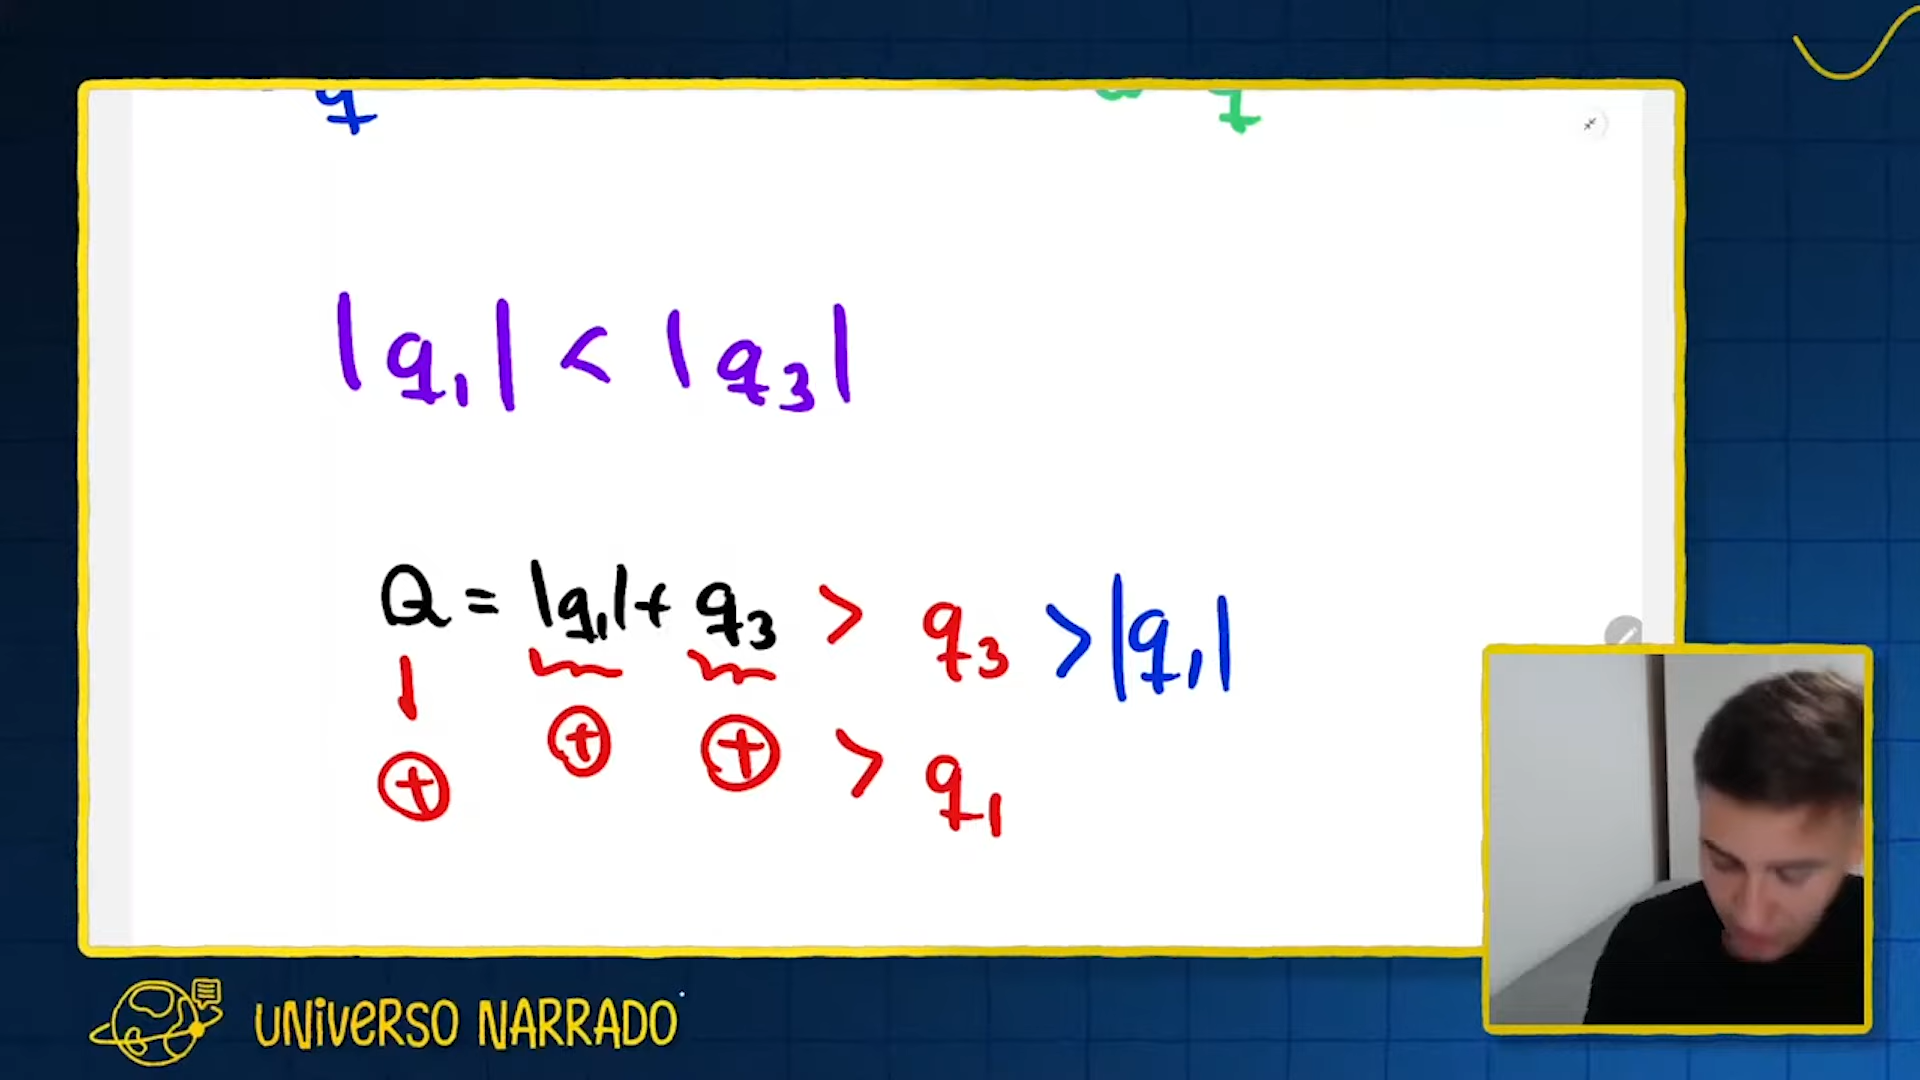 q q
|q₁| < |q₃|
Q = |q₁| + q₃ > q₃ > |q₁|
+ + + > q₁
UNIVERSO NARRADO